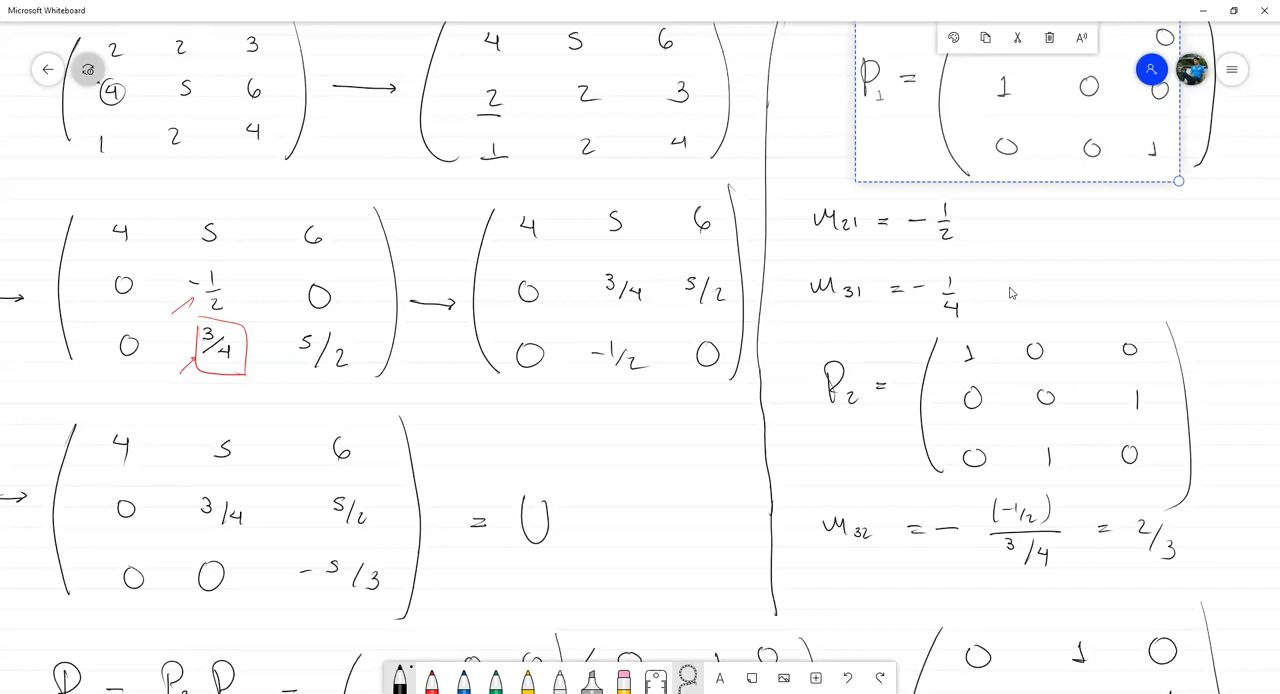 Microsoft Whiteboard
2 2 3
4 5 6
1 2 4
4 5 6
2 2 3
1 2 4
4 5 6
0 -1/2 0
0 3/4 5/2
4 5 6
0 3/4 5/2
0 -1/2 0
4 5 6
0 3/4 5/2
0 0 -5/3
= U
P1 =
0
1 0 0
0 0 1
m21 = -1/2
m31 = -1/4
P2 =
1 0 0
0 0 1
0 1 0
m32 = - (-1/2) / 3/4 = 2/3
0 1 0